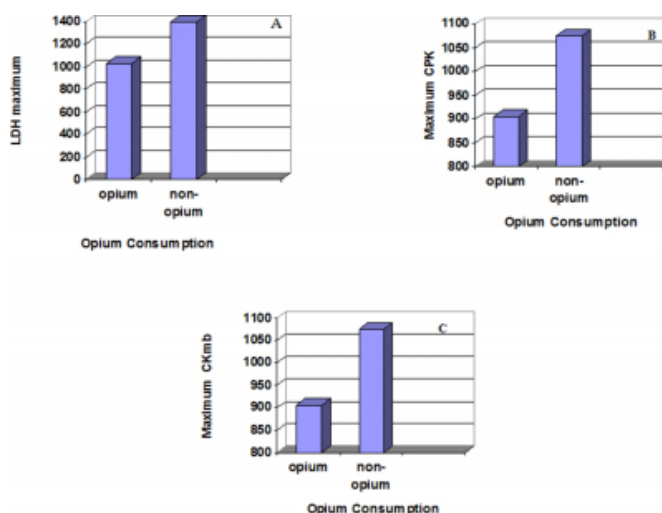 A
LDH maximum
1400
1200
1000
800
600
400
200
0
opium
non-
opium
Opium Consumption
B
Maximum CPK
1100
1050
1000
950
900
850
800
opium
non-
opium
Opium Consumption
C
Maximum CKmb
1100
1050
1000
950
900
850
800
opium
non-
opium
Opium Consumption